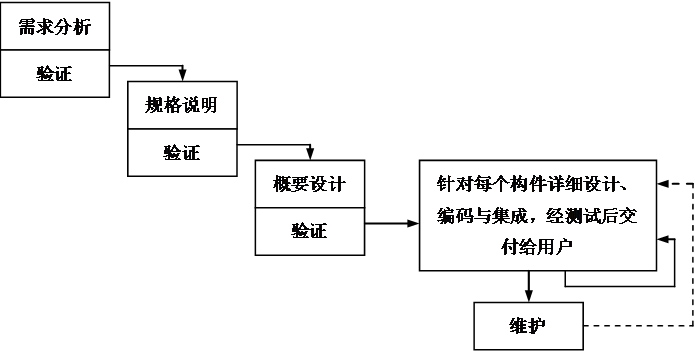 需求分析
验证
规格说明
验证
概要设计
验证
针对每个构件详细设计、
编码与集成，经测试后交
付给用户
维护